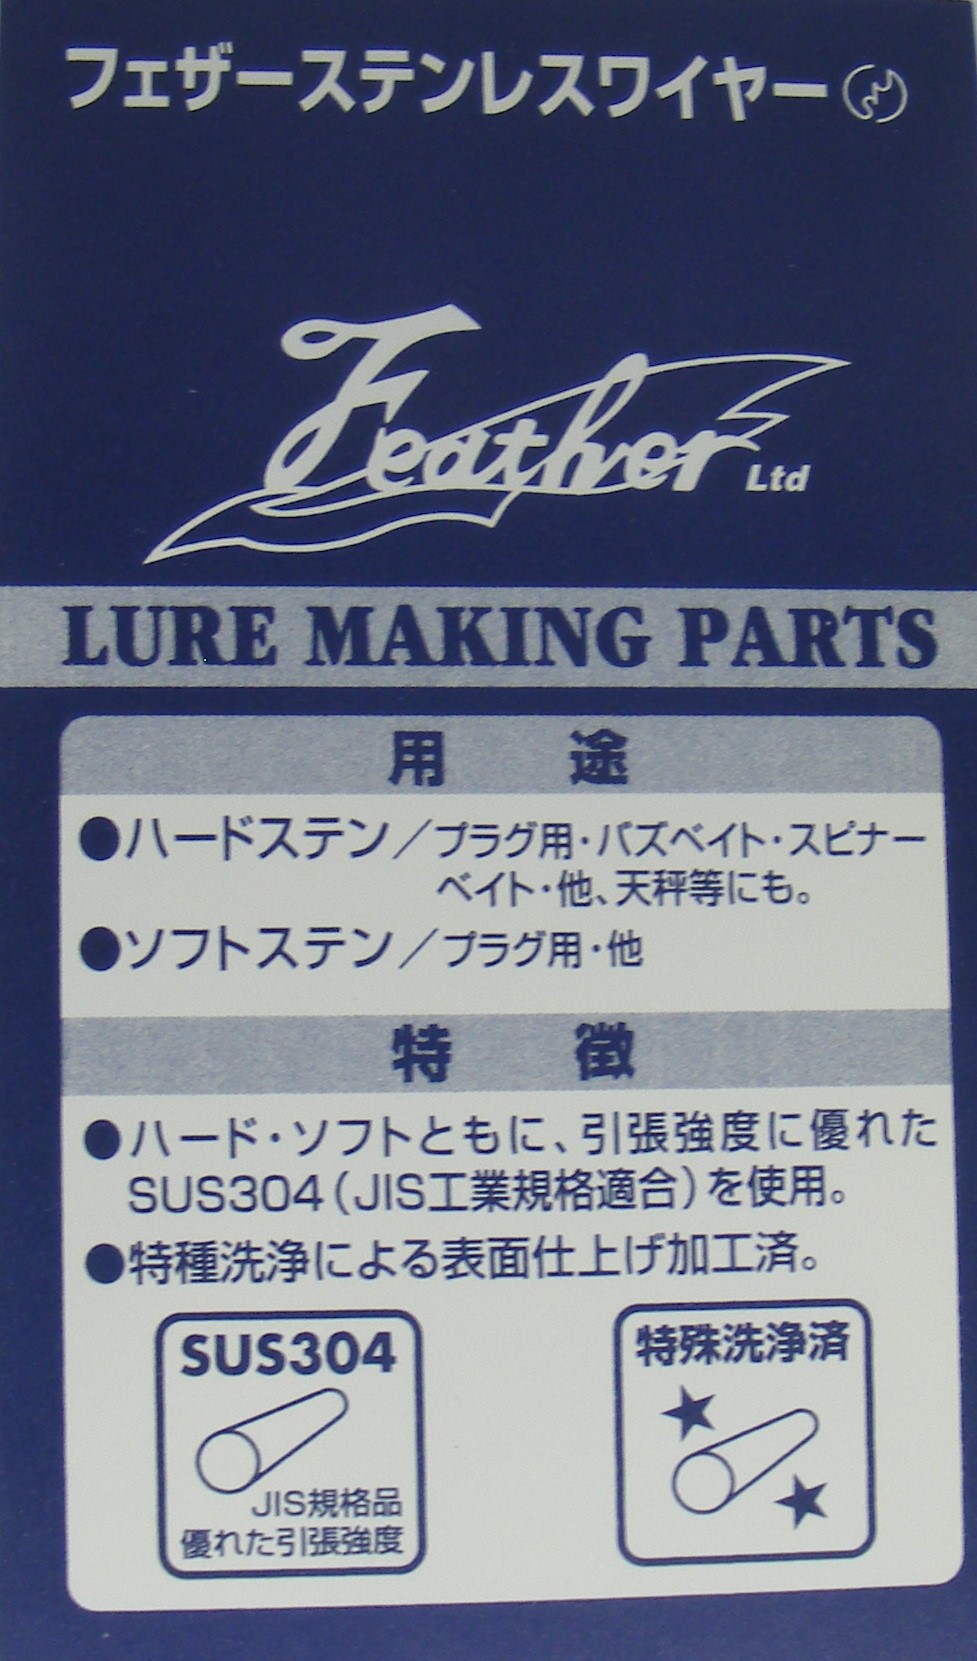 フェザーステンレスワイヤー
Feather Ltd
LURE MAKING PARTS
用途
●ハードステン/プラグ用・バズベイト・スピナー
ベイト・他、天秤等にも。
●ソフトステン/プラグ用・他
特徴
●ハード・ソフトともに、引張強度に優れた
SUS304(JIS工業規格適合)を使用。
●特種洗浄による表面仕上げ加工済。
SUS304
JIS規格品
優れた引張強度
特殊洗浄済